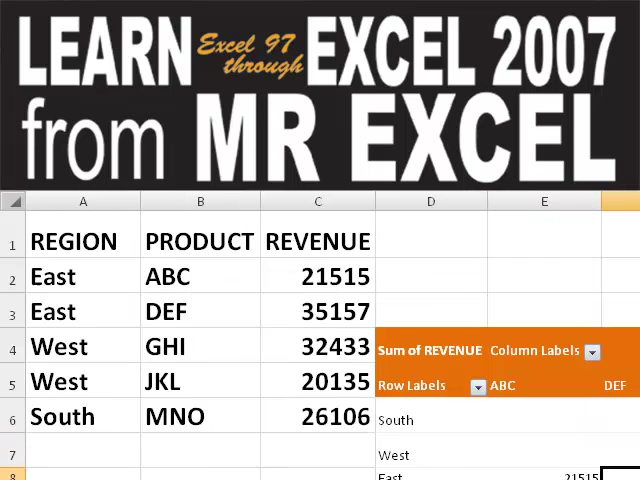 LEARN Excel 97 through EXCEL 2007
from MR EXCEL
A B C D E
1 REGION PRODUCT REVENUE
2 East ABC 21515
3 East DEF 35157
4 West GHI 32433 Sum of REVENUE Column Labels
5 West JKL 20135 Row Labels ABC DEF
6 South MNO 26106 South
7 West
8 East 21515